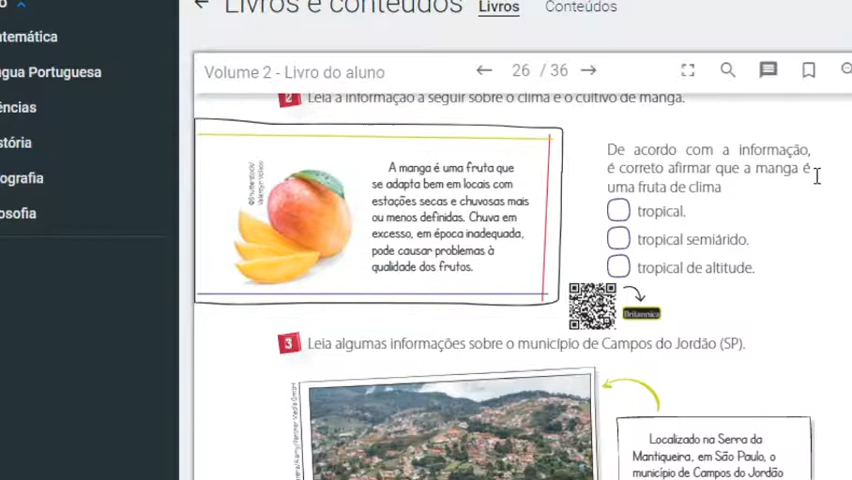 Livros e conteúdos
Livros
Conteúdos
temática
gua Portuguesa
ências
stória
ografia
osofia
Volume 2 - Livro do aluno
26 / 36
2 Leia a informação a seguir sobre o clima e o cultivo de manga.
©Shutterstock/
A manga é uma fruta que
se adapta bem em locais com
estações secas e chuvosas mais
ou menos definidas. Chuva em
excesso, em época inadequada,
pode causar problemas à
qualidade dos frutos.
De acordo com a informação,
é correto afirmar que a manga é
uma fruta de clima
tropical.
tropical semiárido.
tropical de altitude.
Britannica
3 Leia algumas informações sobre o município de Campos do Jordão (SP).
Localizado na Serra da
Mantiqueira, em São Paulo, o
município de Campos do Jordão